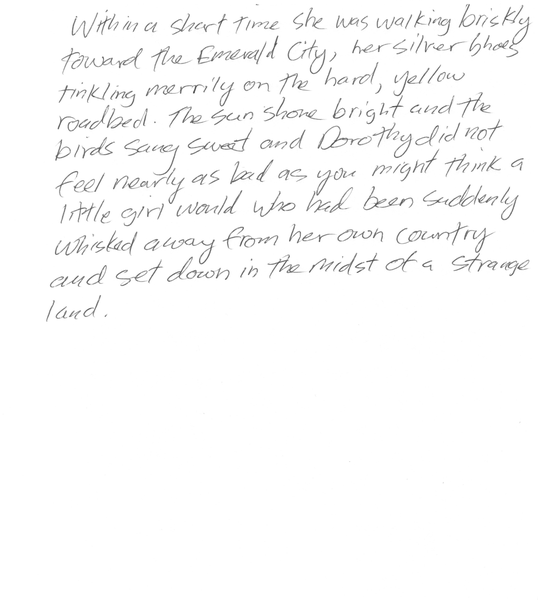 Within a short time she was walking briskly
toward the Emerald City, her silver shoes
tinkling merrily on the hard, yellow
roadbed. The sun shone bright and the
birds sang sweet and Dorothy did not
feel nearly as bad as you might think a
little girl would who had been suddenly
whisked away from her own country
and set down in the midst of a strange
land.